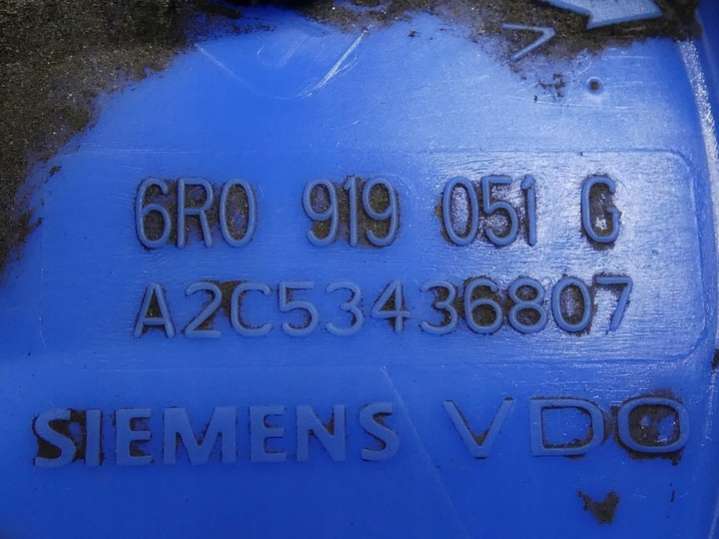 6R0 919 051 G
A2C53436807
SIEMENS VDO